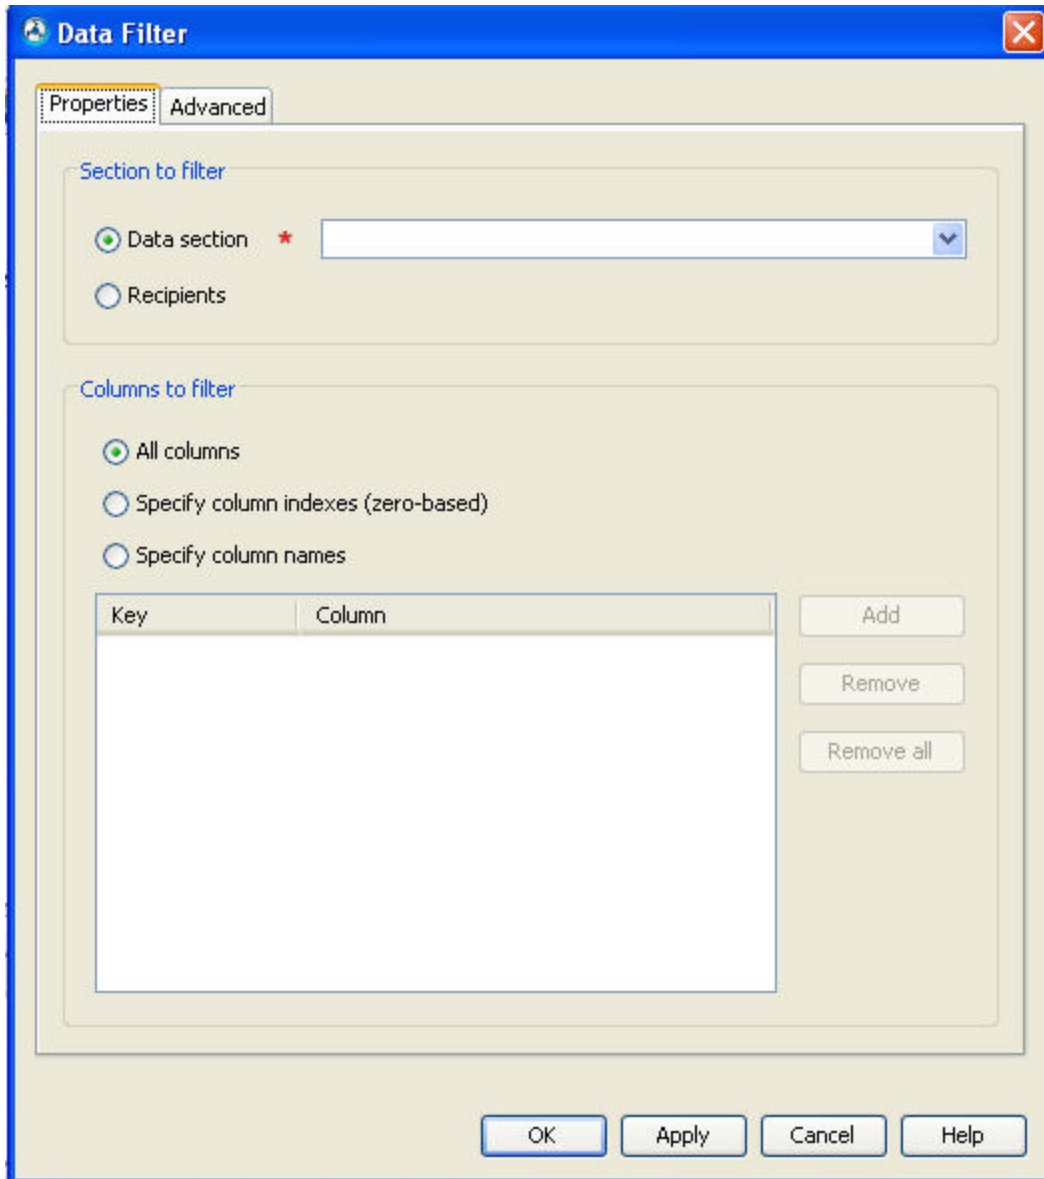 Data Filter
Properties Advanced
Section to filter
Data section *
Recipients
Columns to filter
All columns
Specify column indexes (zero-based)
Specify column names
Key Column
Add
Remove
Remove all
OK Apply Cancel Help